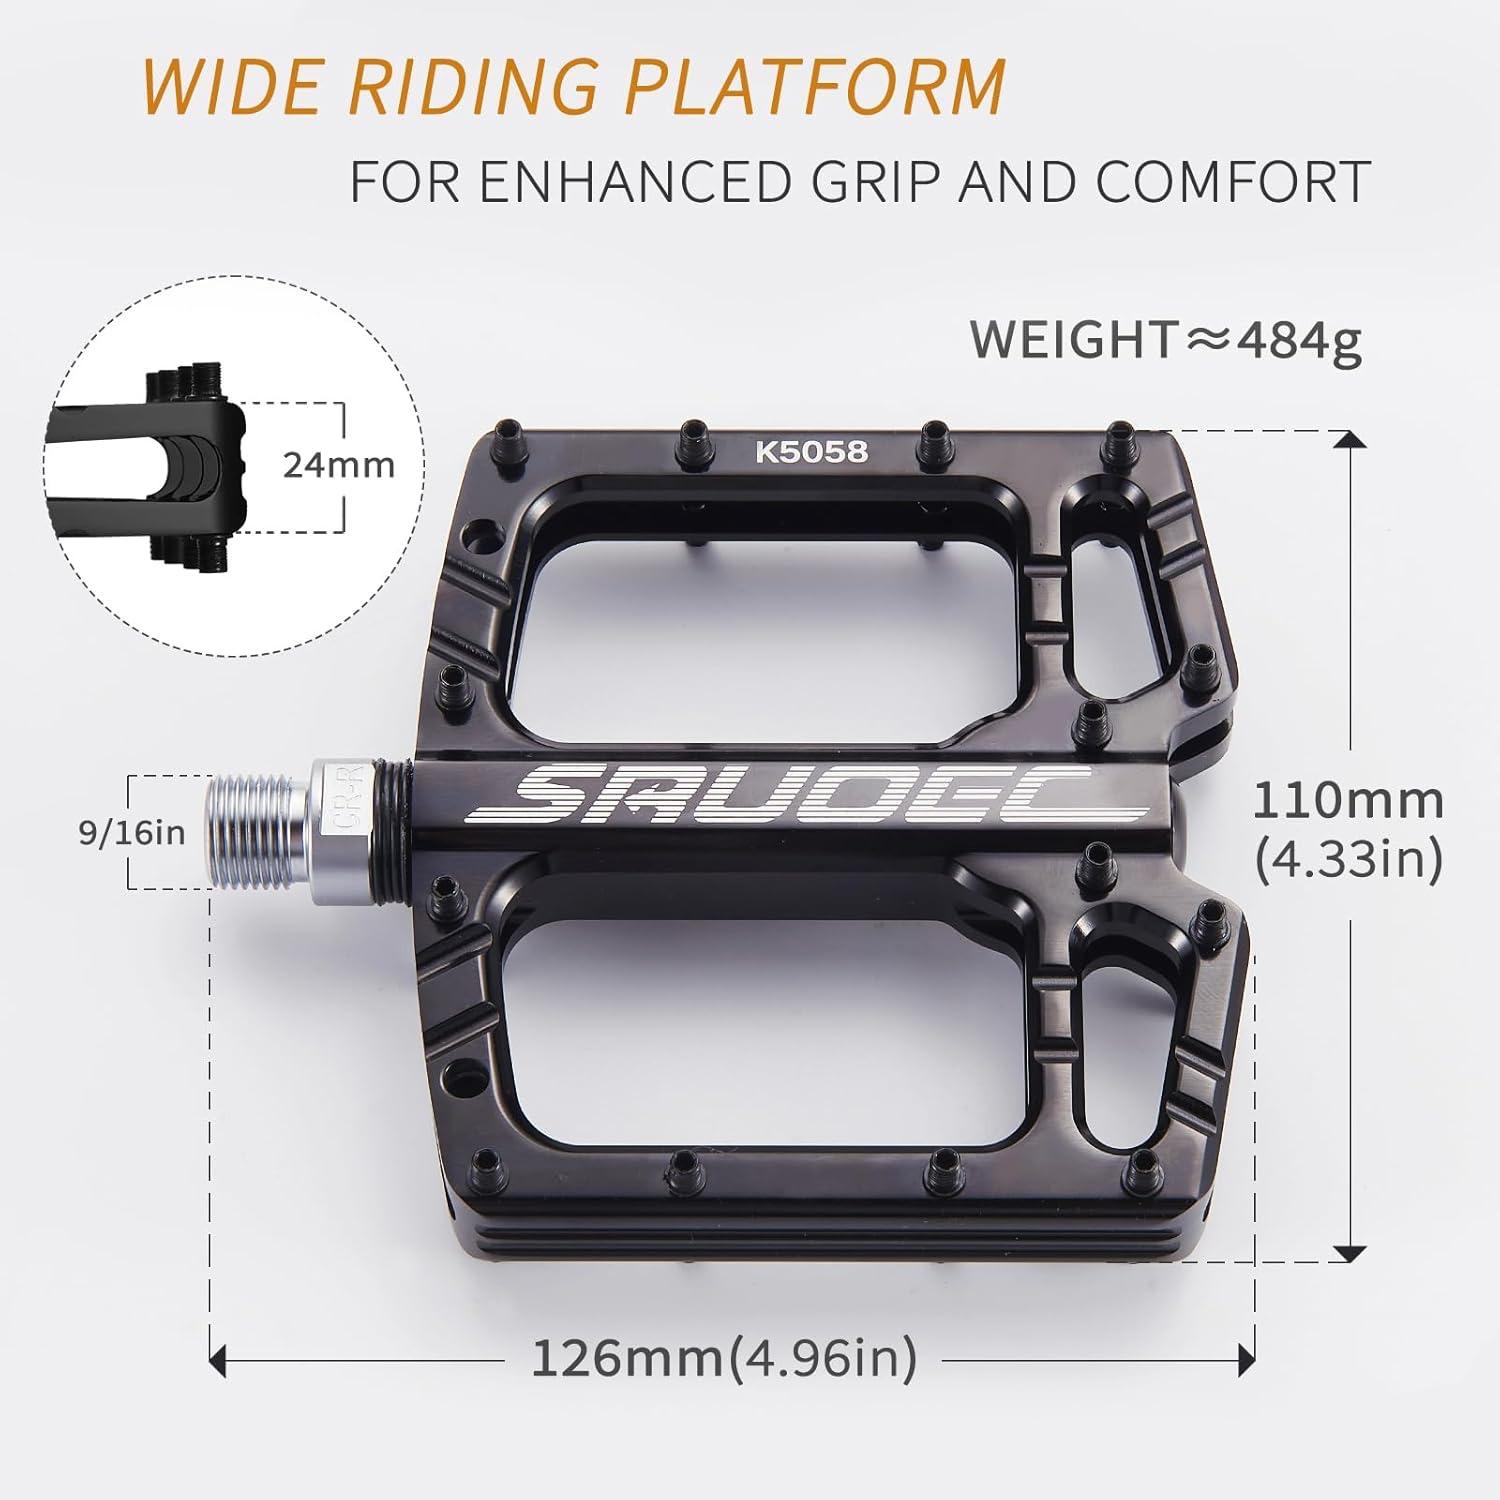 WIDE RIDING PLATFORM
FOR ENHANCED GRIP AND COMFORT
WEIGHT≈484g
24mm
K5058
9/16in
CR-R
SRUOEC
110mm
(4.33in)
126mm(4.96in)